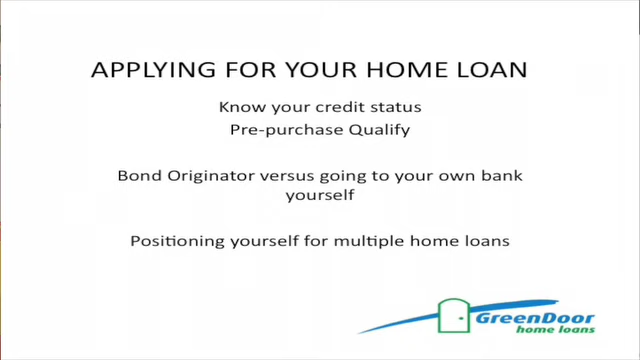 APPLYING FOR YOUR HOME LOAN
Know your credit status
Pre-purchase Qualify
Bond Originator versus going to your own bank
yourself
Positioning yourself for multiple home loans
GreenDoor
home loans